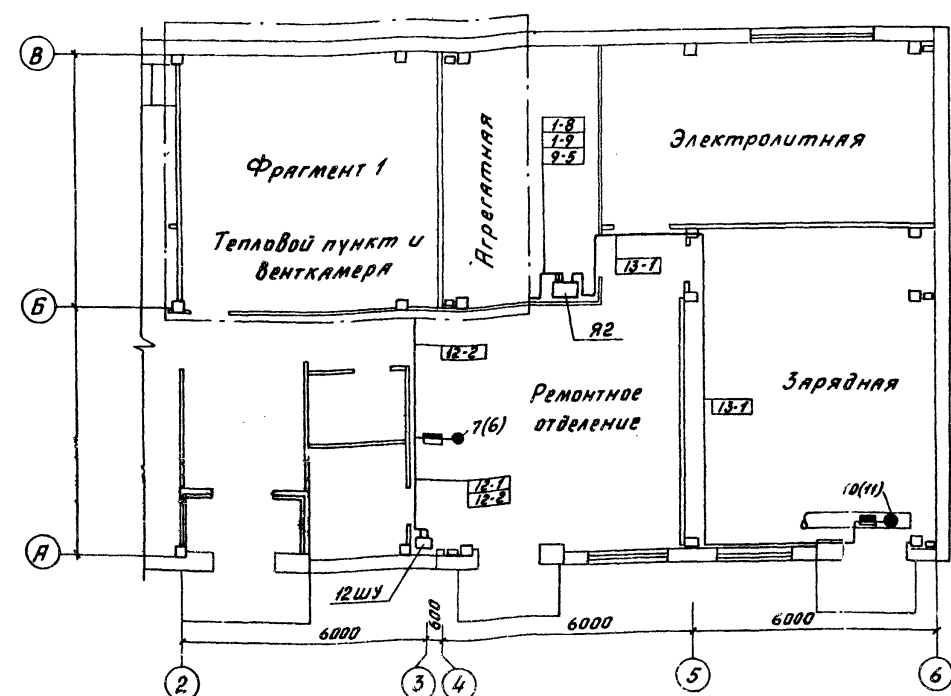 В
Фрагмент 1
Тепловой пункт и
венткамера
Агрегатная
1-8
1-9
9-5
Электролитная
13-1
Б
Я2
12-2
Ремонтное
отделение
Зарядная
13-1
7(6)
12-1
12-2
10(11)
А
12ШУ
6000
600
6000
6000
2
3
4
5
6